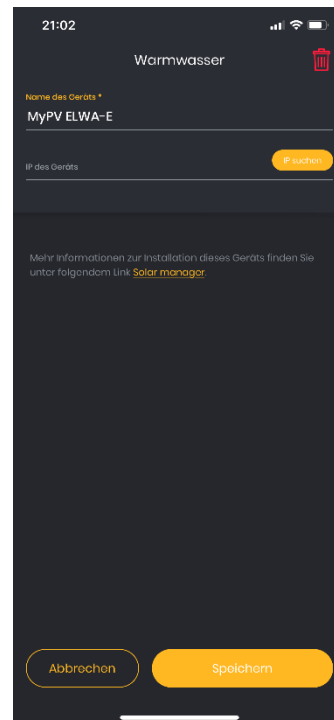 21:02
Warmwasser
Name des Geräts *
MyPV ELWA-E
IP des Geräts
IP suchen
Mehr Informationen zur Installation dieses Geräts finden Sie
unter folgendem Link Solar manager.
Abbrechen
Speichern